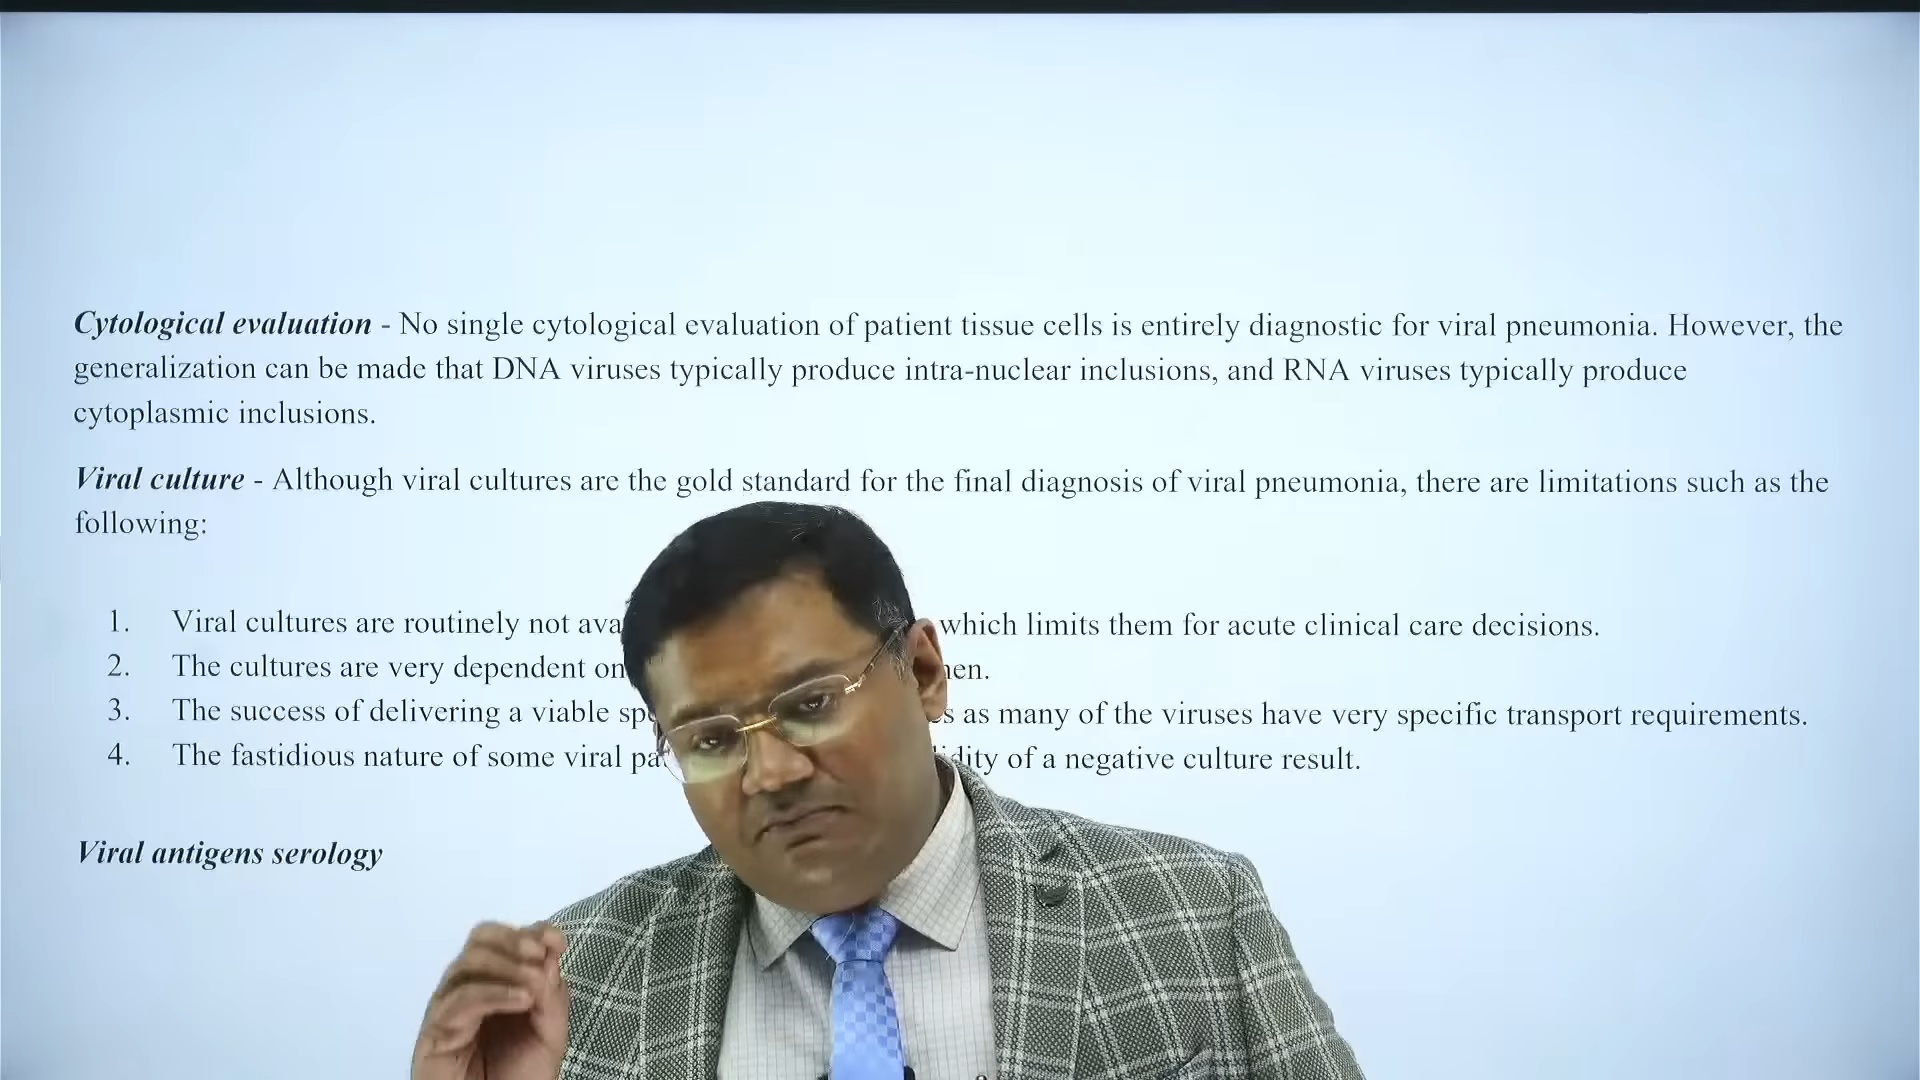 Cytological evaluation - No single cytological evaluation of patient tissue cells is entirely diagnostic for viral pneumonia. However, the
generalization can be made that DNA viruses typically produce intra-nuclear inclusions, and RNA viruses typically produce
cytoplasmic inclusions.
Viral culture - Although viral cultures are the gold standard for the final diagnosis of viral pneumonia, there are limitations such as the
following:
1. Viral cultures are routinely not which limits them for acute clinical care decisions.
2. The cultures are very dependent on
3. The success of delivering a viable as many of the viruses have very specific transport requirements.
4. The fastidious nature of some viral of a negative culture result.
Viral antigens serology